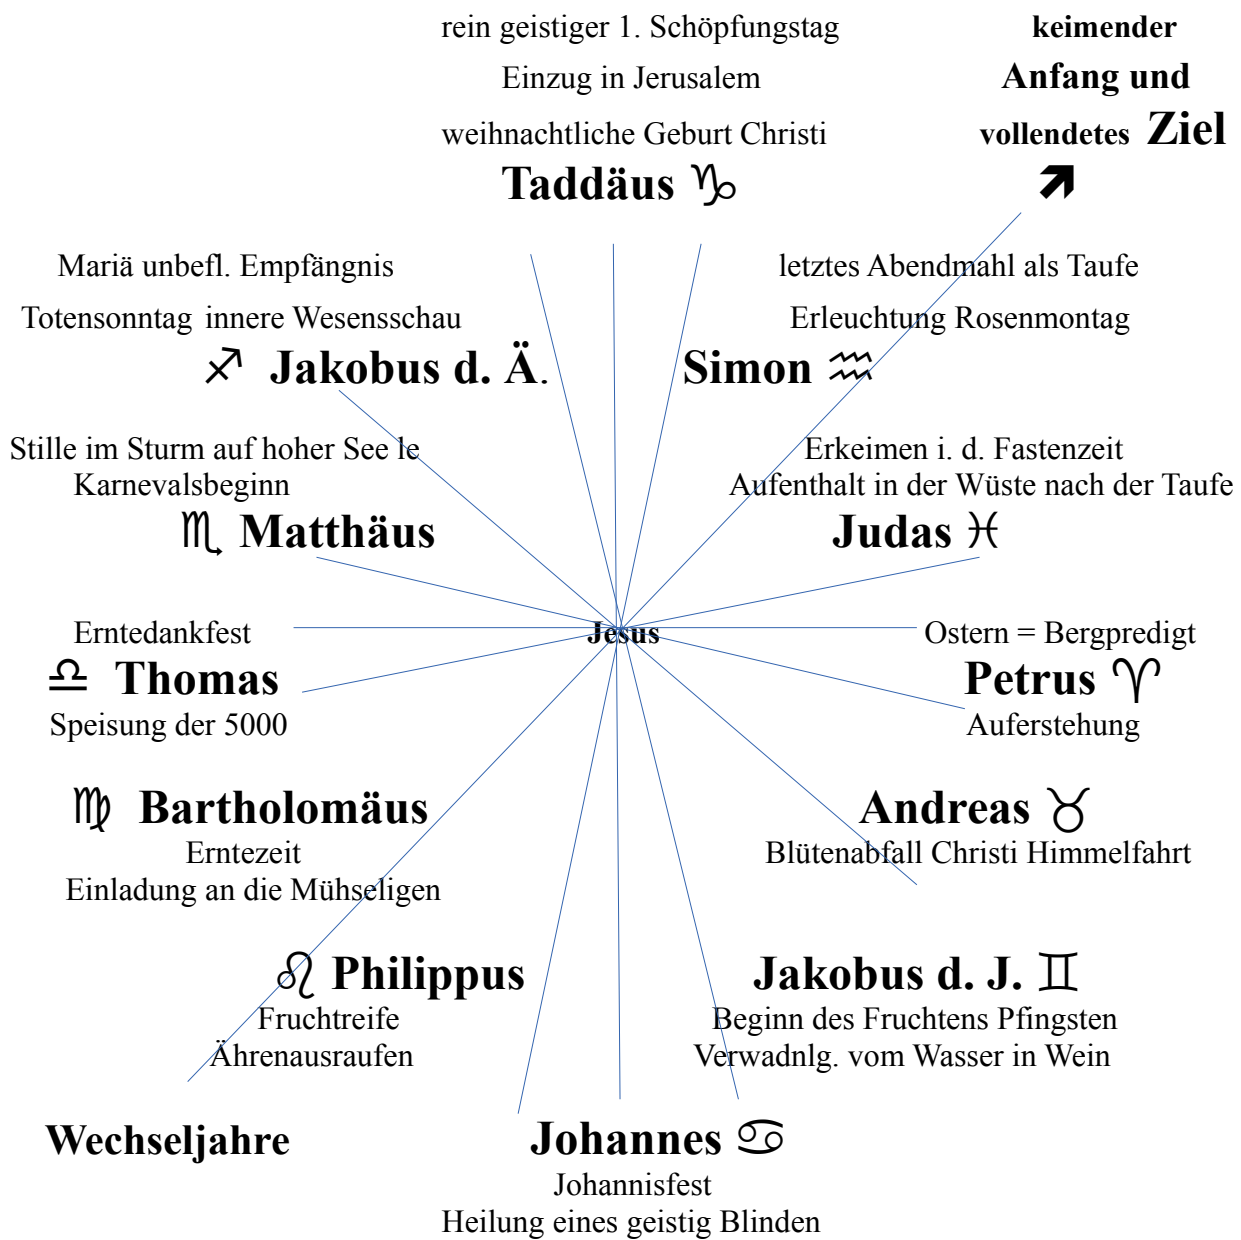 rein geistiger 1. Schöpfungstag
Einzug in Jerusalem
weihnachtliche Geburt Christi
Taddäus ♑
keimender
Anfang und
vollendetes Ziel
Mariä unbefl. Empfängnis
Totensonntag innere Wesensschau
♐ Jakobus d. Ä.
letztes Abendmahl als Taufe
Erleuchtung Rosenmontag
Simon ♒
Stille im Sturm auf hoher See le
Karnevalsbeginn
♏ Matthäus
Erkeimen i. d. Fastenzeit
Aufenthalt in der Wüste nach der Taufe
Judas ♓
Jesus
Erntedankfest
♎ Thomas
Speisung der 5000
Ostern = Bergpredigt
Petrus ♈
Auferstehung
♍ Bartholomäus
Erntezeit
Einladung an die Mühseligen
Andreas ♉
Blütenabfall Christi Himmelfahrt
♌ Philippus
Fruchtreife
Ährenausraufen
Jakobus d. J. ♊
Beginn des Fruchtens Pfingsten
Verwadnlg. vom Wasser in Wein
Wechseljahre
Johannes ♋
Johannisfest
Heilung eines geistig Blinden